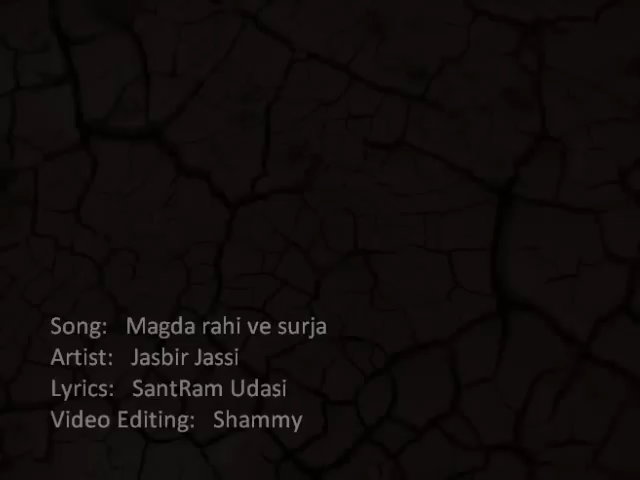 Song: Magda rahi ve surja
Artist: Jasbir Jassi
Lyrics: SantRam Udasi
Video Editing: Shammy